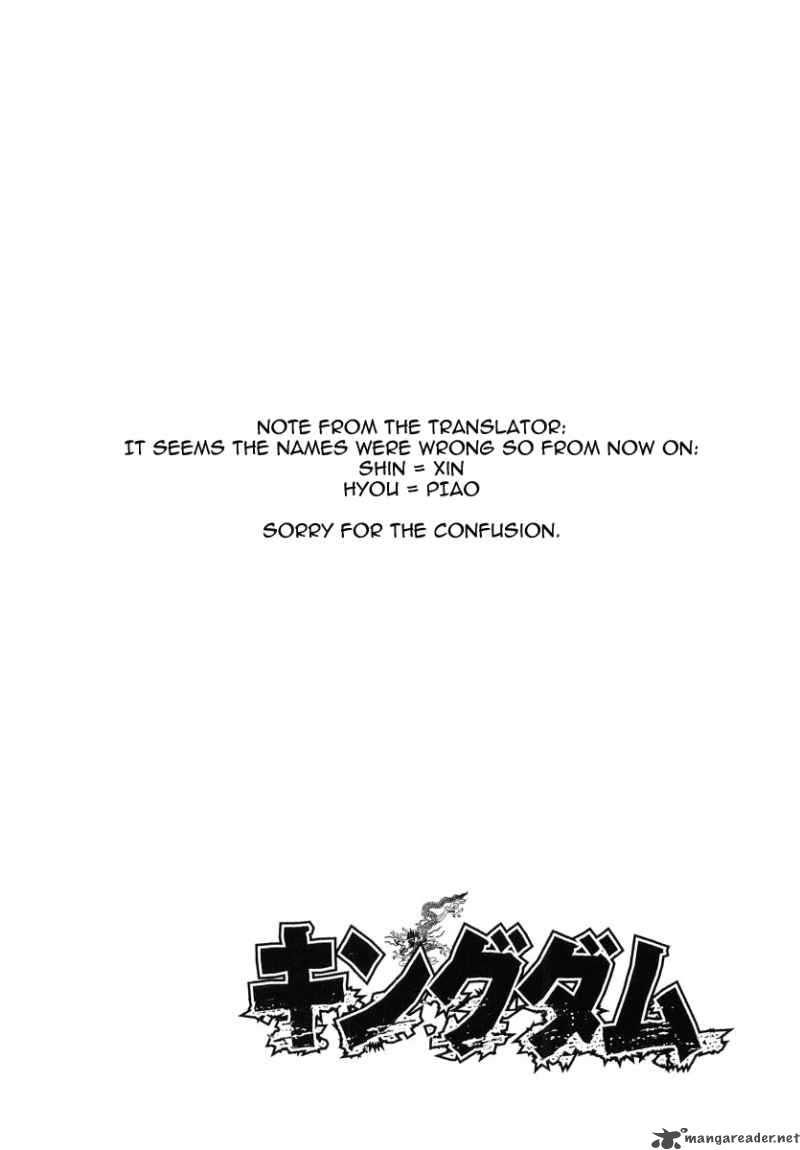 NOTE FROM THE TRANSLATOR:
IT SEEMS THE NAMES WERE WRONG SO FROM NOW ON:
SHIN = XIN
HYOU = PIAO
SORRY FOR THE CONFUSION.
キングダム
mangareader.net